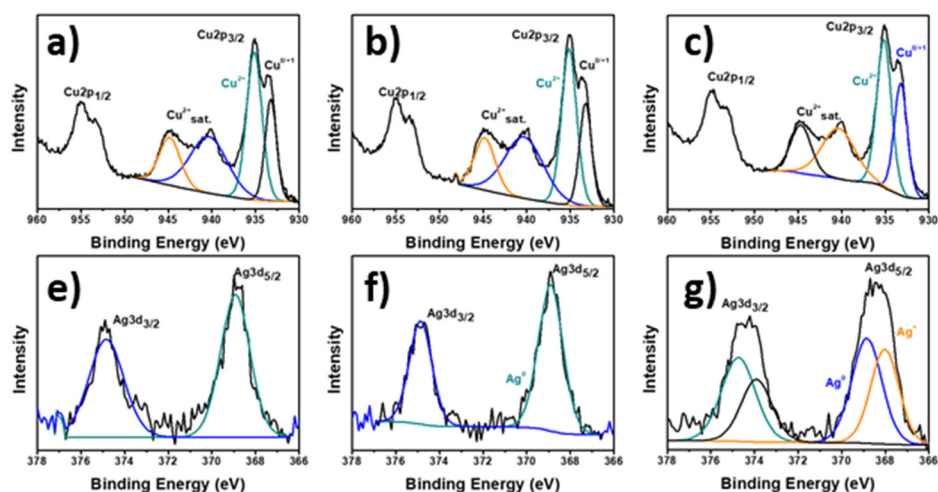 a)
Cu2p3/2
Cu0/+1
Cu2+
Cu2p1/2
Cu2+ sat.
Intensity
960 955 950 945 940 935 930
Binding Energy (eV)
b)
Cu2p3/2
Cu0/+1
Cu2+
Cu2p1/2
Cu2+ sat.
Intensity
960 955 950 945 940 935 930
Binding Energy (eV)
c)
Cu2p3/2
Cu0/+1
Cu2+
Cu2p1/2
Cu2+ sat.
Intensity
960 955 950 945 940 935 930
Binding Energy (eV)
e)
Ag3d5/2
Ag3d3/2
Intensity
378 376 374 372 370 368 366
Binding Energy (eV)
f)
Ag3d5/2
Ag3d3/2
Ag0
Intensity
378 376 374 372 370 368 366
Binding Energy (eV)
g)
Ag3d5/2
Ag3d3/2
Ag+
Ag0
Intensity
378 376 374 372 370 368 366
Binding Energy (eV)